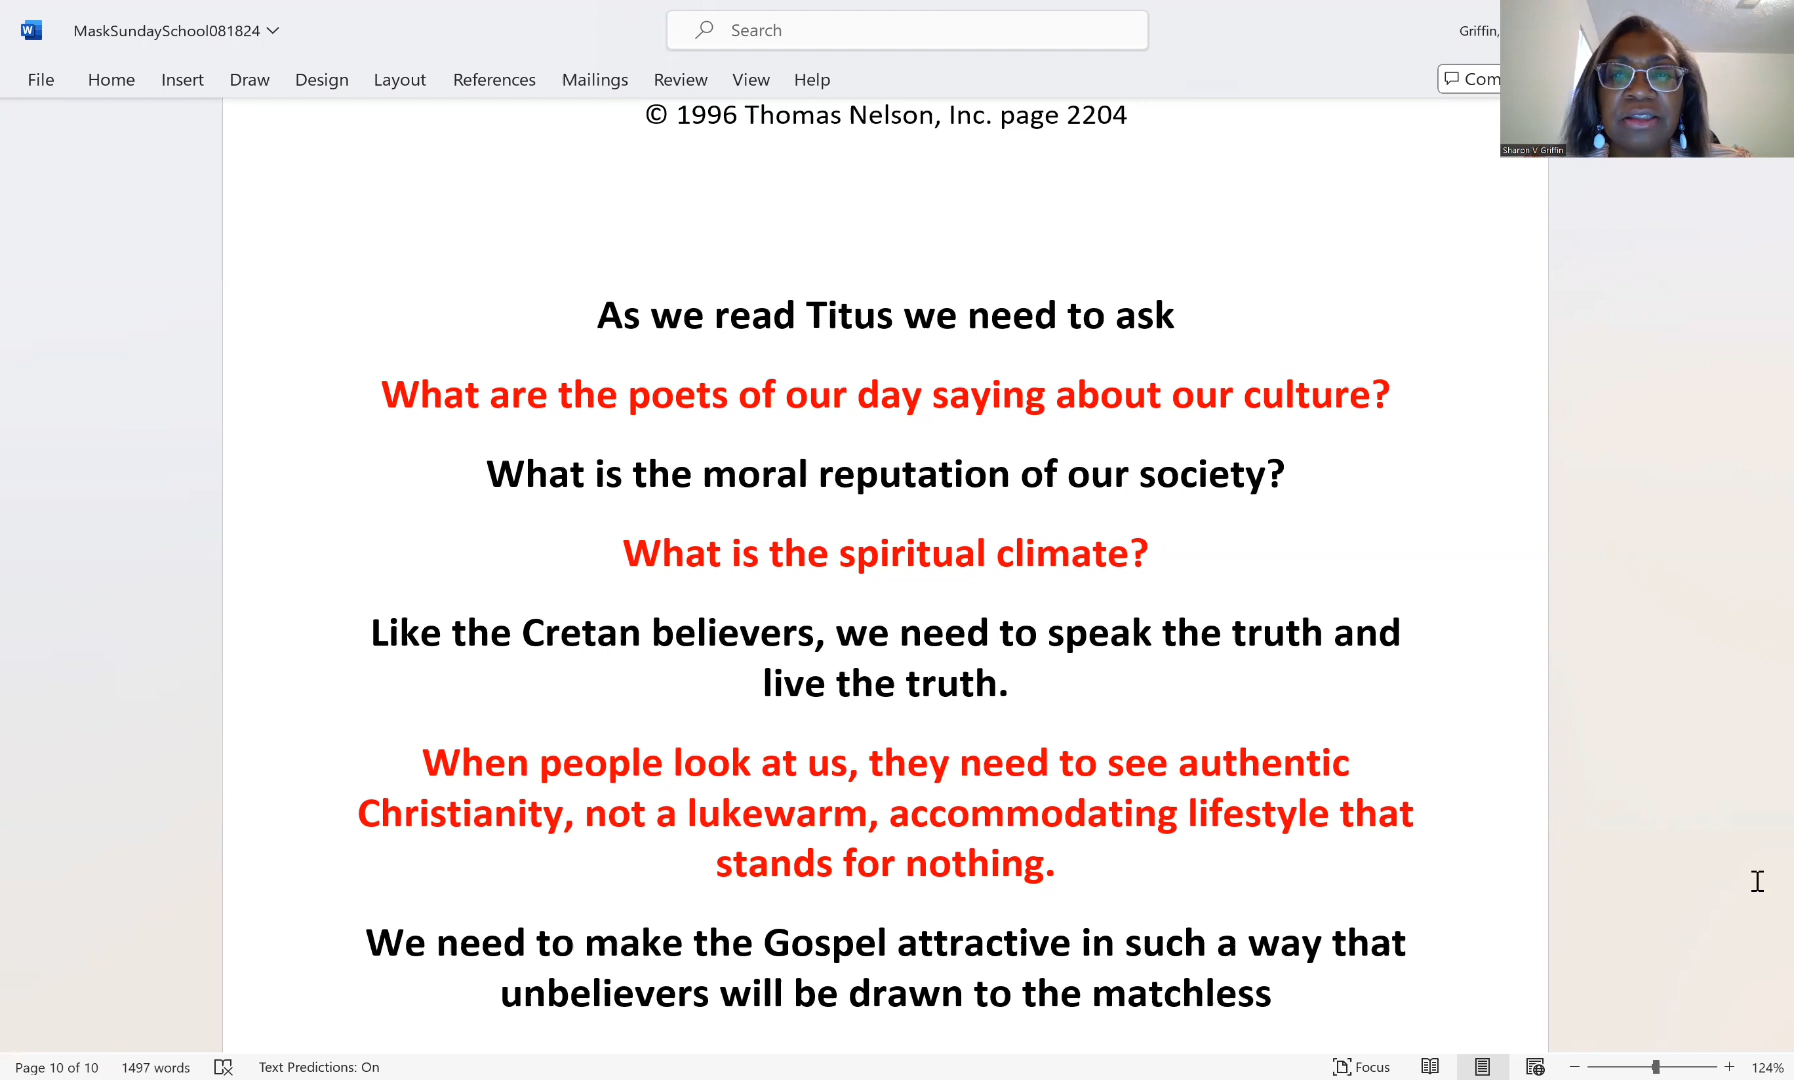 MaskSundaySchool081824
Search
Griffin,
File Home Insert Draw Design Layout References Mailings Review View Help
Com
Sharon V Griffin
© 1996 Thomas Nelson, Inc. page 2204
As we read Titus we need to ask
What are the poets of our day saying about our culture?
What is the moral reputation of our society?
What is the spiritual climate?
Like the Cretan believers, we need to speak the truth and
live the truth.
When people look at us, they need to see authentic
Christianity, not a lukewarm, accommodating lifestyle that
stands for nothing.
We need to make the Gospel attractive in such a way that
unbelievers will be drawn to the matchless
Page 10 of 10 1497 words Text Predictions: On Focus 124%